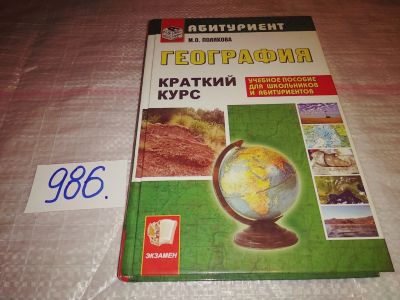 АБИТУРИЕНТ
М.О. ПОЛЯКОВА
ГЕОГРАФИЯ
КРАТКИЙ
КУРС
УЧЕБНОЕ ПОСОБИЕ
ДЛЯ ШКОЛЬНИКОВ
И АБИТУРИЕНТОВ
986.
ЭКЗАМЕН